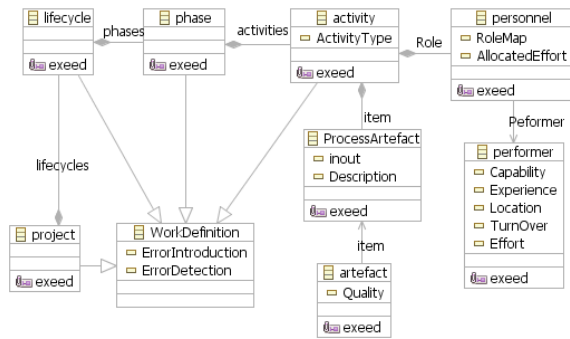 lifecycle
exeed
phases
phase
exeed
activities
activity
ActivityType
exeed
Role
personnel
RoleMap
AllocatedEffort
exeed
Peformer
item
ProcessArtefact
inout
Description
exeed
performer
Capability
Experience
Location
TurnOver
Effort
exeed
lifecycles
project
exeed
WorkDefinition
ErrorIntroduction
ErrorDetection
item
artefact
Quality
exeed